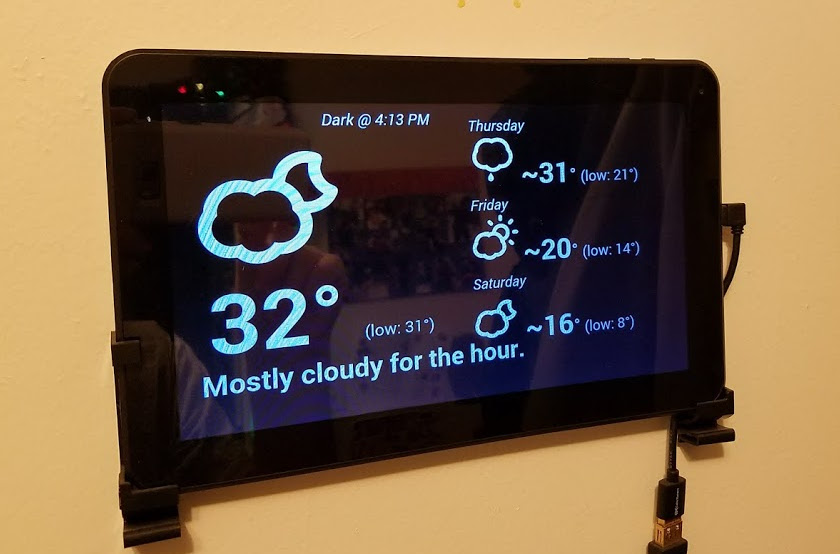 Dark @ 4:13 PM
32°
(low: 31°)
Mostly cloudy for the hour.
Thursday
~31° (low: 21°)
Friday
~20° (low: 14°)
Saturday
~16° (low: 8°)